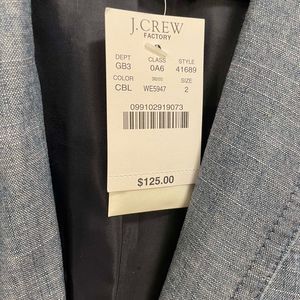 J.CREW
FACTORY
DEPT CLASS STYLE
GB3 0A6 41689
COLOR SIZE
CBL WE5947 2
099102919073
$125.00